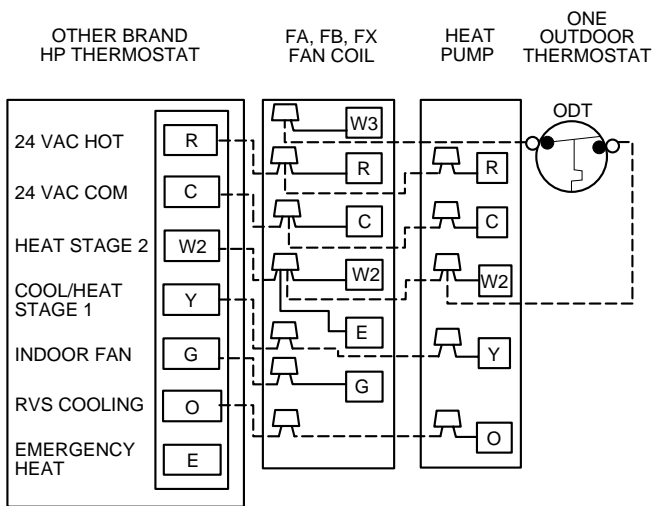 OTHER BRAND
HP THERMOSTAT
FA, FB, FX
FAN COIL
HEAT
PUMP
ONE
OUTDOOR
THERMOSTAT
24 VAC HOT
R
24 VAC COM
C
HEAT STAGE 2
W2
COOL/HEAT
STAGE 1
Y
INDOOR FAN
G
RVS COOLING
O
EMERGENCY
HEAT
E
W3
R
C
W2
E
G
R
C
W2
Y
O
ODT